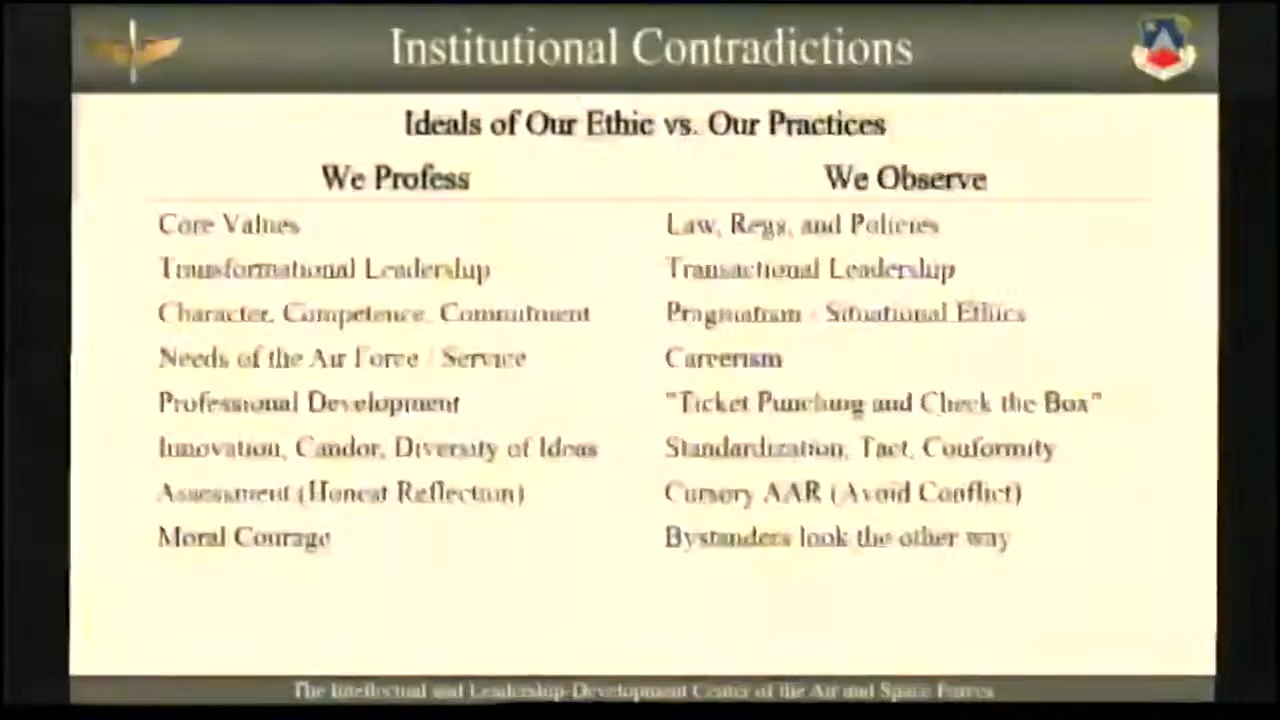 Institutional Contradictions
Ideals of Our Ethic vs. Our Practices
We Profess We Observe
Core Values Law, Regs, and Policies
Transformational Leadership Transactional Leadership
Character, Competence, Commitment Pragmatism / Situational Ethics
Needs of the Air Force / Service Careerism
Professional Development "Ticket Punching and Check the Box"
Innovation, Candor, Diversity of Ideas Standardization, Tact, Conformity
Assessment (Honest Reflection) Cursory AAR (Avoid Conflict)
Moral Courage Bystanders look the other way
The Intellectual and Leadership-Development Center of the Air and Space Forces